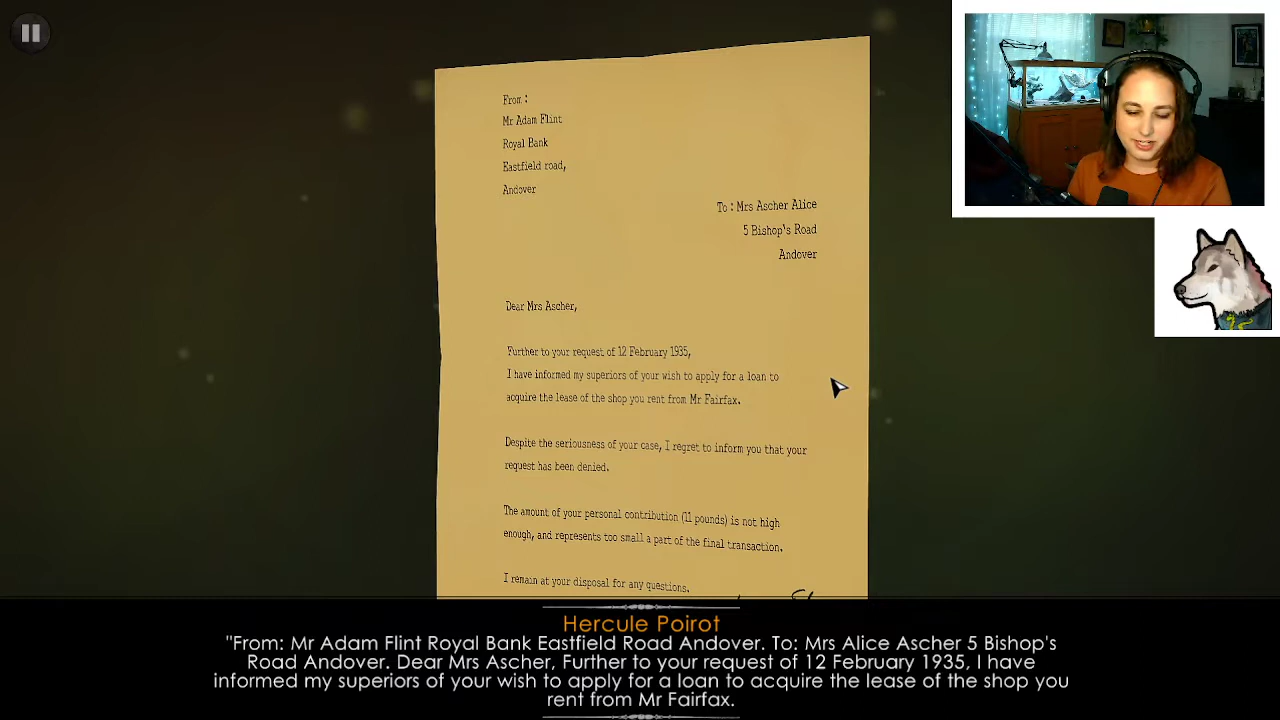 From :
Mr Adam Flint
Royal Bank
Eastfield road,
Andover
To : Mrs Ascher Alice
5 Bishop's Road
Andover
Dear Mrs Ascher,
Further to your request of 12 February 1935,
I have informed my superiors of your wish to apply for a loan to
acquire the lease of the shop you rent from Mr Fairfax.
Despite the seriousness of your case, I regret to inform you that your
request has been denied.
The amount of your personal contribution (11 pounds) is not high
enough, and represents too small a part of the final transaction.
I remain at your disposal for any questions.
Hercule Poirot
"From: Mr Adam Flint Royal Bank Eastfield Road Andover. To: Mrs Alice Ascher 5 Bishop's
Road Andover. Dear Mrs Ascher, Further to your request of 12 February 1935, I have
informed my superiors of your wish to apply for a loan to acquire the lease of the shop you
rent from Mr Fairfax.